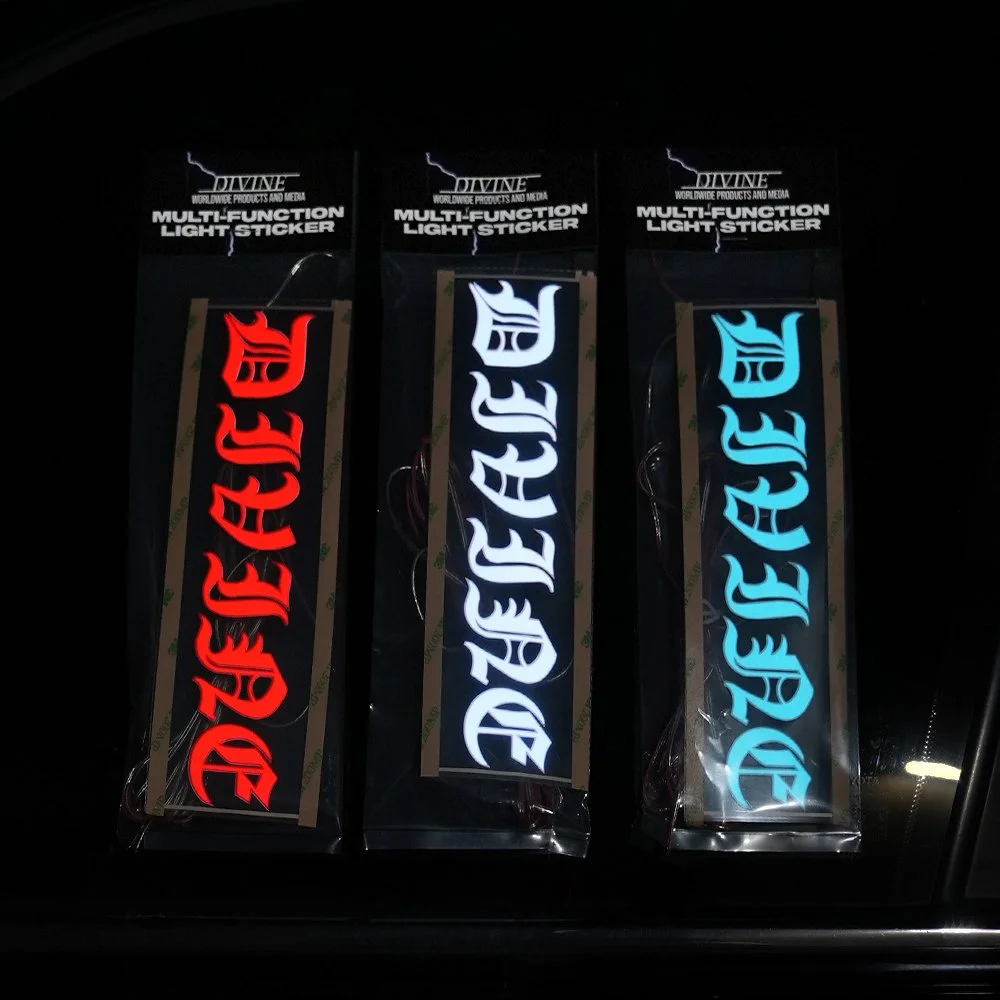 DIVINE
WORLDWIDE PRODUCTS AND MEDIA
MULTI-FUNCTION
LIGHT STICKER
DIVINE
DIVINE
WORLDWIDE PRODUCTS AND MEDIA
MULTI-FUNCTION
LIGHT STICKER
DIVINE
DIVINE
WORLDWIDE PRODUCTS AND MEDIA
MULTI-FUNCTION
LIGHT STICKER
DIVINE